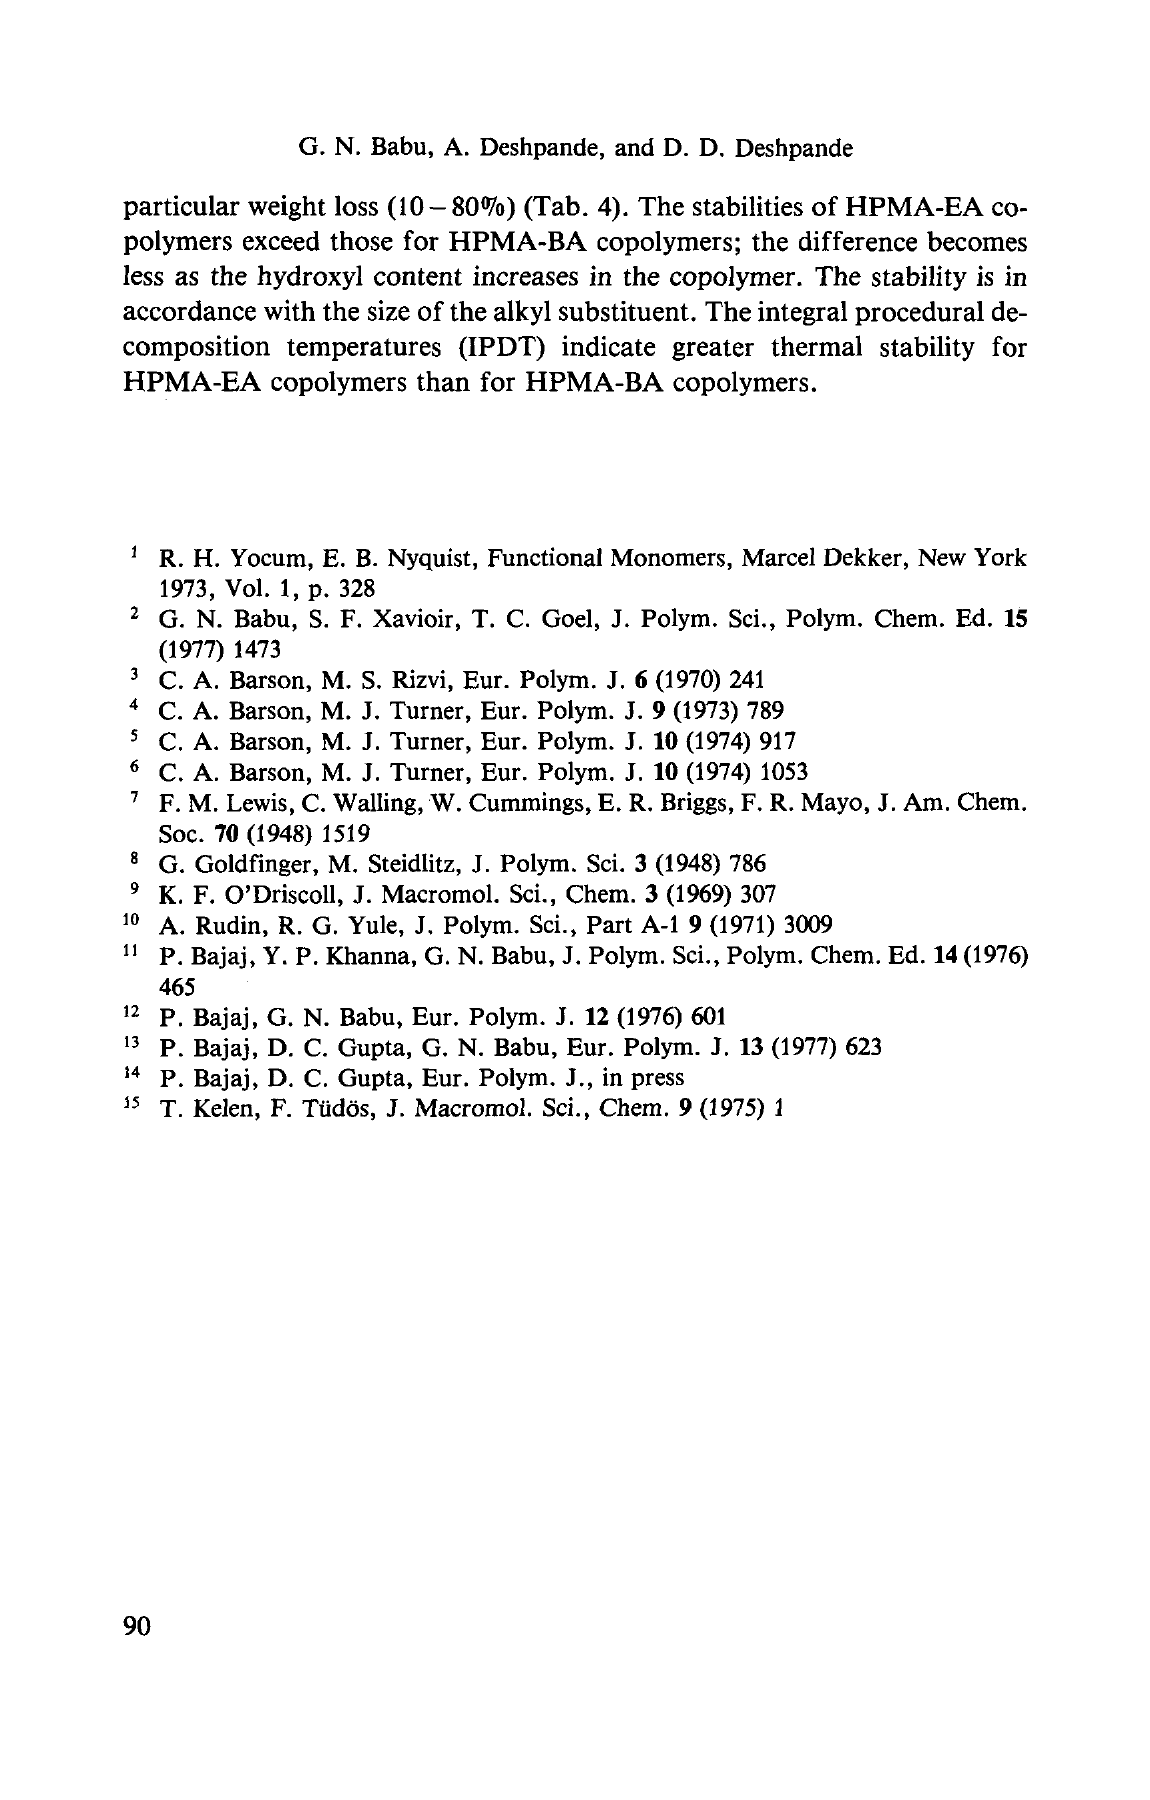 G. N. Babu, A. Deshpande, and D. D. Deshpande
particular weight loss (10 – 80%) (Tab. 4). The stabilities of HPMA-EA co-
polymers exceed those for HPMA-BA copolymers; the difference becomes
less as the hydroxyl content increases in the copolymer. The stability is in
accordance with the size of the alkyl substituent. The integral procedural de-
composition temperatures (IPDT) indicate greater thermal stability for
HPMA-EA copolymers than for HPMA-BA copolymers.
1 R. H. Yocum, E. B. Nyquist, Functional Monomers, Marcel Dekker, New York
1973, Vol. 1, p. 328
2 G. N. Babu, S. F. Xavioir, T. C. Goel, J. Polym. Sci., Polym. Chem. Ed. 15
(1977) 1473
3 C. A. Barson, M. S. Rizvi, Eur. Polym. J. 6 (1970) 241
4 C. A. Barson, M. J. Turner, Eur. Polym. J. 9 (1973) 789
5 C. A. Barson, M. J. Turner, Eur. Polym. J. 10 (1974) 917
6 C. A. Barson, M. J. Turner, Eur. Polym. J. 10 (1974) 1053
7 F. M. Lewis, C. Walling, W. Cummings, E. R. Briggs, F. R. Mayo, J. Am. Chem.
Soc. 70 (1948) 1519
8 G. Goldfinger, M. Steidlitz, J. Polym. Sci. 3 (1948) 786
9 K. F. O'Driscoll, J. Macromol. Sci., Chem. 3 (1969) 307
10 A. Rudin, R. G. Yule, J. Polym. Sci., Part A-1 9 (1971) 3009
11 P. Bajaj, Y. P. Khanna, G. N. Babu, J. Polym. Sci., Polym. Chem. Ed. 14 (1976)
465
12 P. Bajaj, G. N. Babu, Eur. Polym. J. 12 (1976) 601
13 P. Bajaj, D. C. Gupta, G. N. Babu, Eur. Polym. J. 13 (1977) 623
14 P. Bajaj, D. C. Gupta, Eur. Polym. J., in press
15 T. Kelen, F. Tüdös, J. Macromol. Sci., Chem. 9 (1975) 1
90